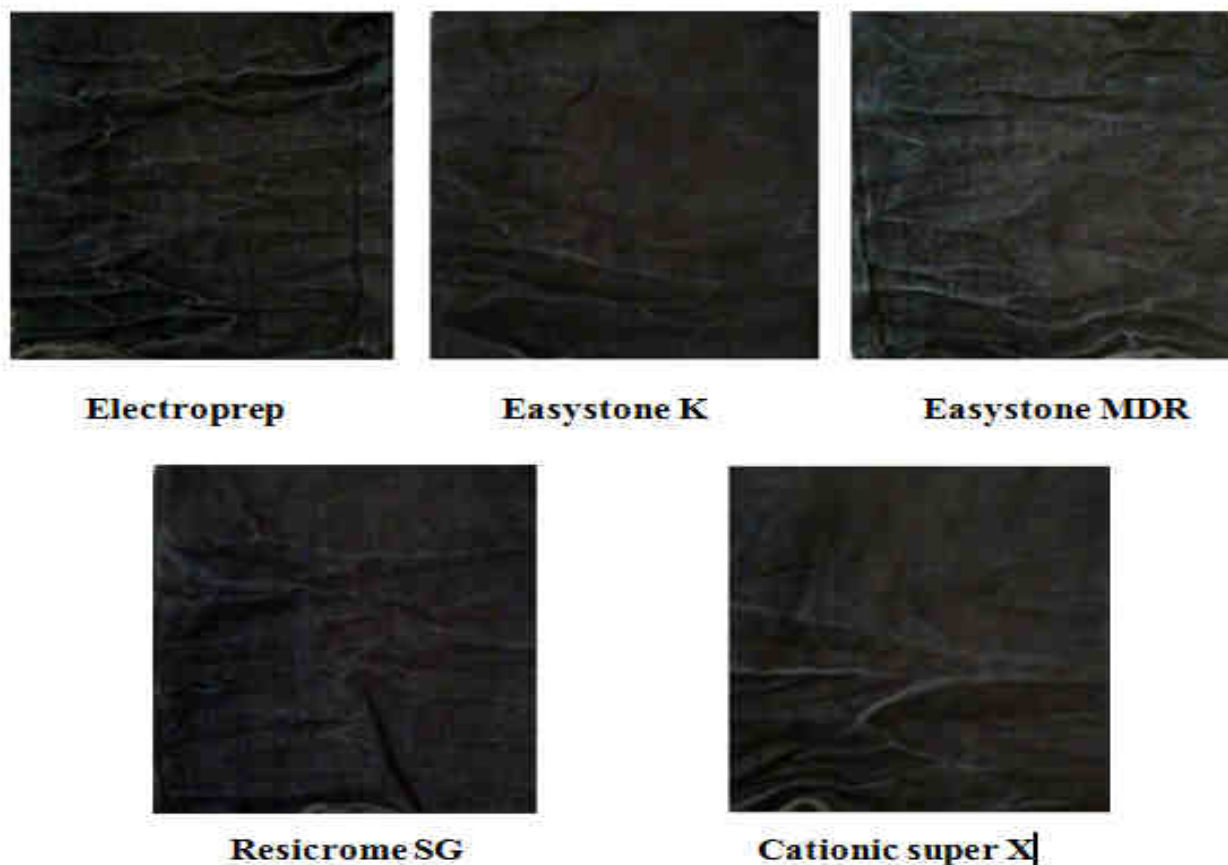 Electroprep
Easystone K
Easystone MDR
Resicrome SG
Cationic super X